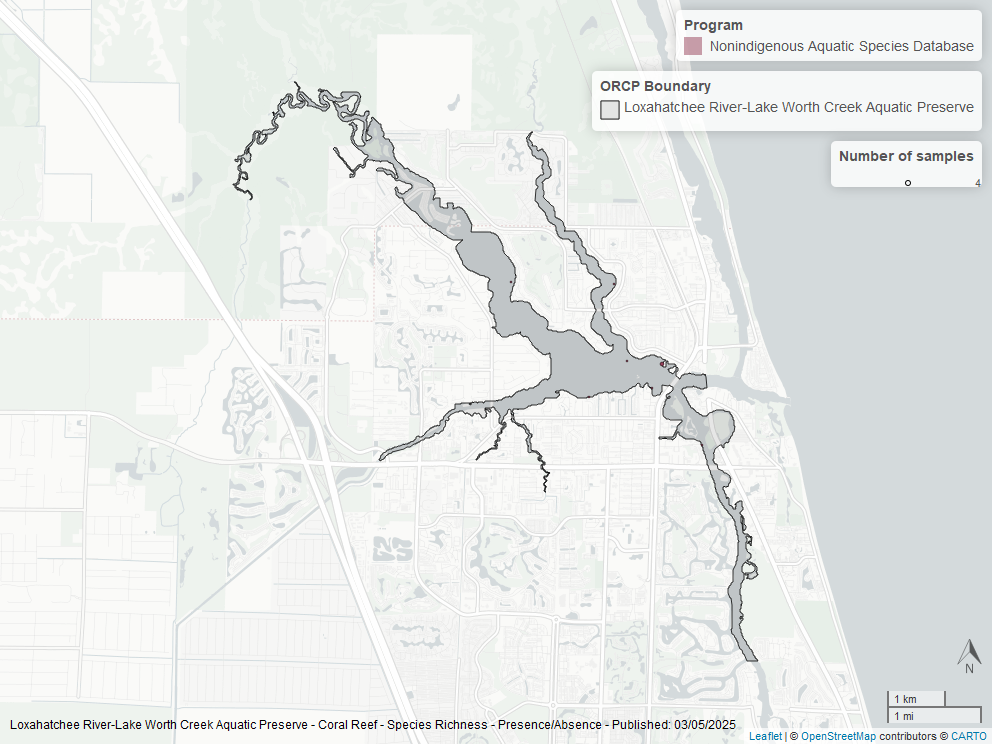 Program
Nonindigenous Aquatic Species Database
ORCP Boundary
Loxahatchee River-Lake Worth Creek Aquatic Preserve
Number of samples
4
N
1 km
1 mi
Loxahatchee River-Lake Worth Creek Aquatic Preserve - Coral Reef - Species Richness - Presence/Absence - Published: 03/05/2025
Leaflet | © OpenStreetMap contributors © CARTO